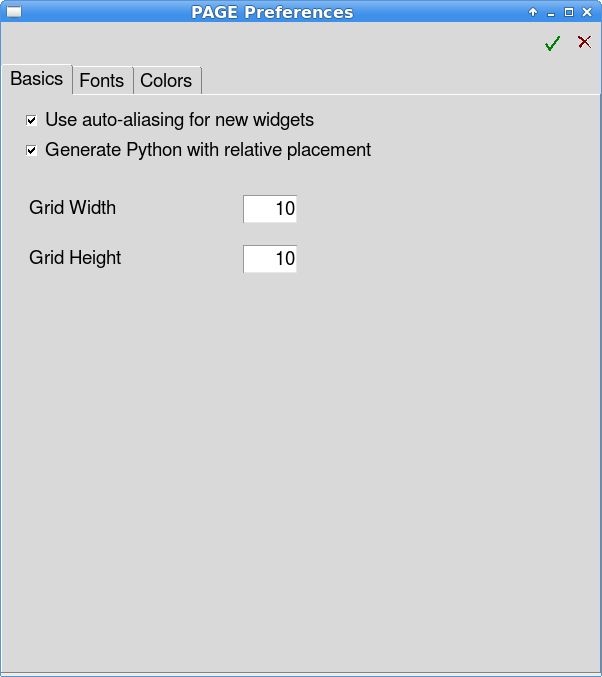 PAGE Preferences
Basics Fonts Colors
Use auto-aliasing for new widgets
Generate Python with relative placement
Grid Width 10
Grid Height 10